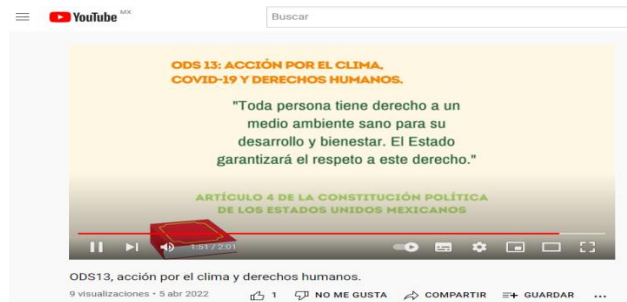 YouTube MX
Buscar
ODS 13: ACCIÓN POR EL CLIMA,
COVID-19 Y DERECHOS HUMANOS.
"Toda persona tiene derecho a un
medio ambiente sano para su
desarrollo y bienestar. El Estado
garantizará el respeto a este derecho."
ARTÍCULO 4 DE LA CONSTITUCIÓN POLÍTICA
DE LOS ESTADOS UNIDOS MEXICANOS
1:51 / 2:01
ODS13, acción por el clima y derechos humanos.
9 visualizaciones • 5 abr 2022 1 NO ME GUSTA COMPARTIR GUARDAR ...